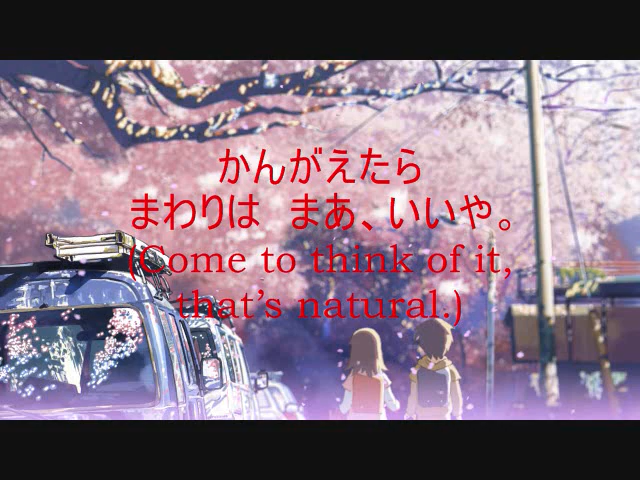 かんがえたら
まわりは　まあ、いいや。
(Come to think of it,
that’s natural.)